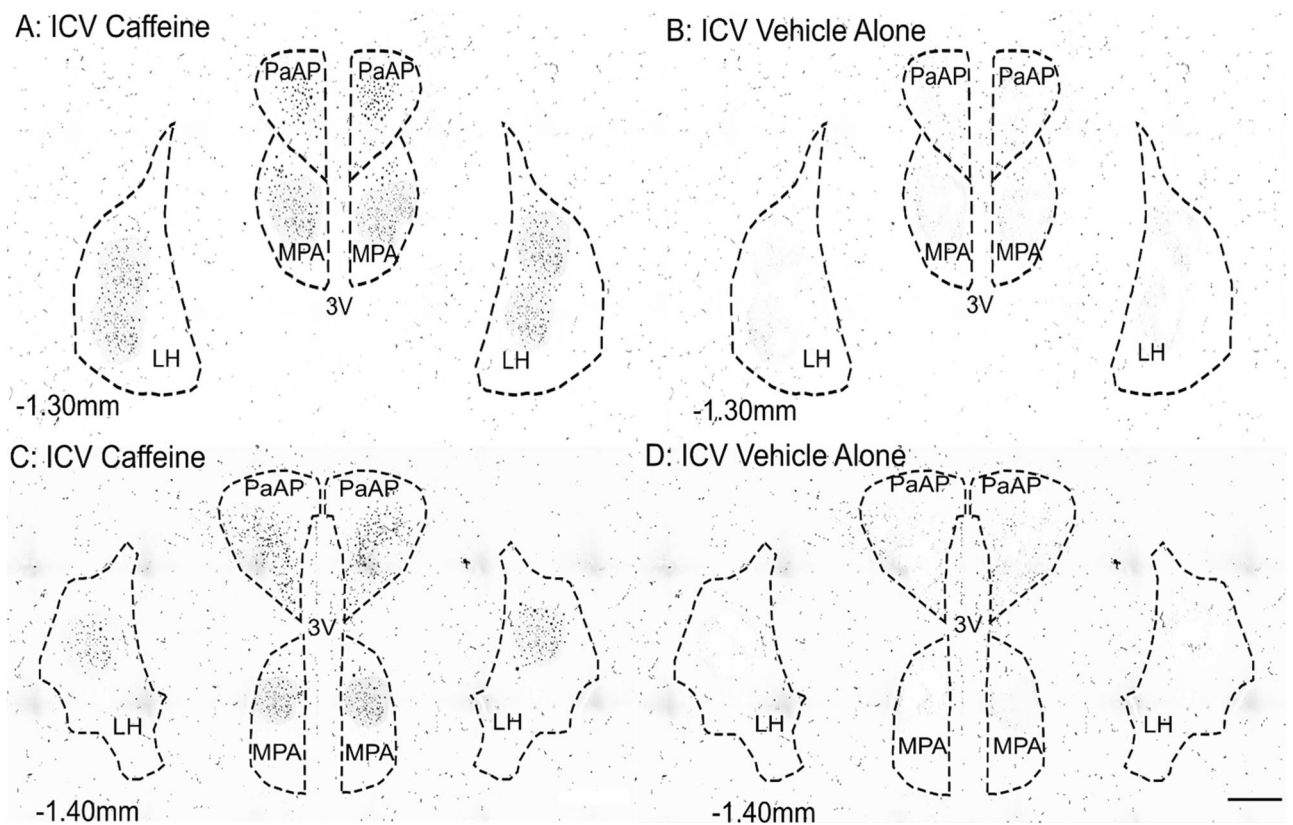 A: ICV Caffeine
PaAP PaAP
MPA MPA
3V
LH LH
-1.30mm
B: ICV Vehicle Alone
PaAP PaAP
MPA MPA
3V
LH LH
-1.30mm
C: ICV Caffeine
PaAP PaAP
3V
LH LH
MPA MPA
-1.40mm
D: ICV Vehicle Alone
PaAP PaAP
3V
LH LH
MPA MPA
-1.40mm